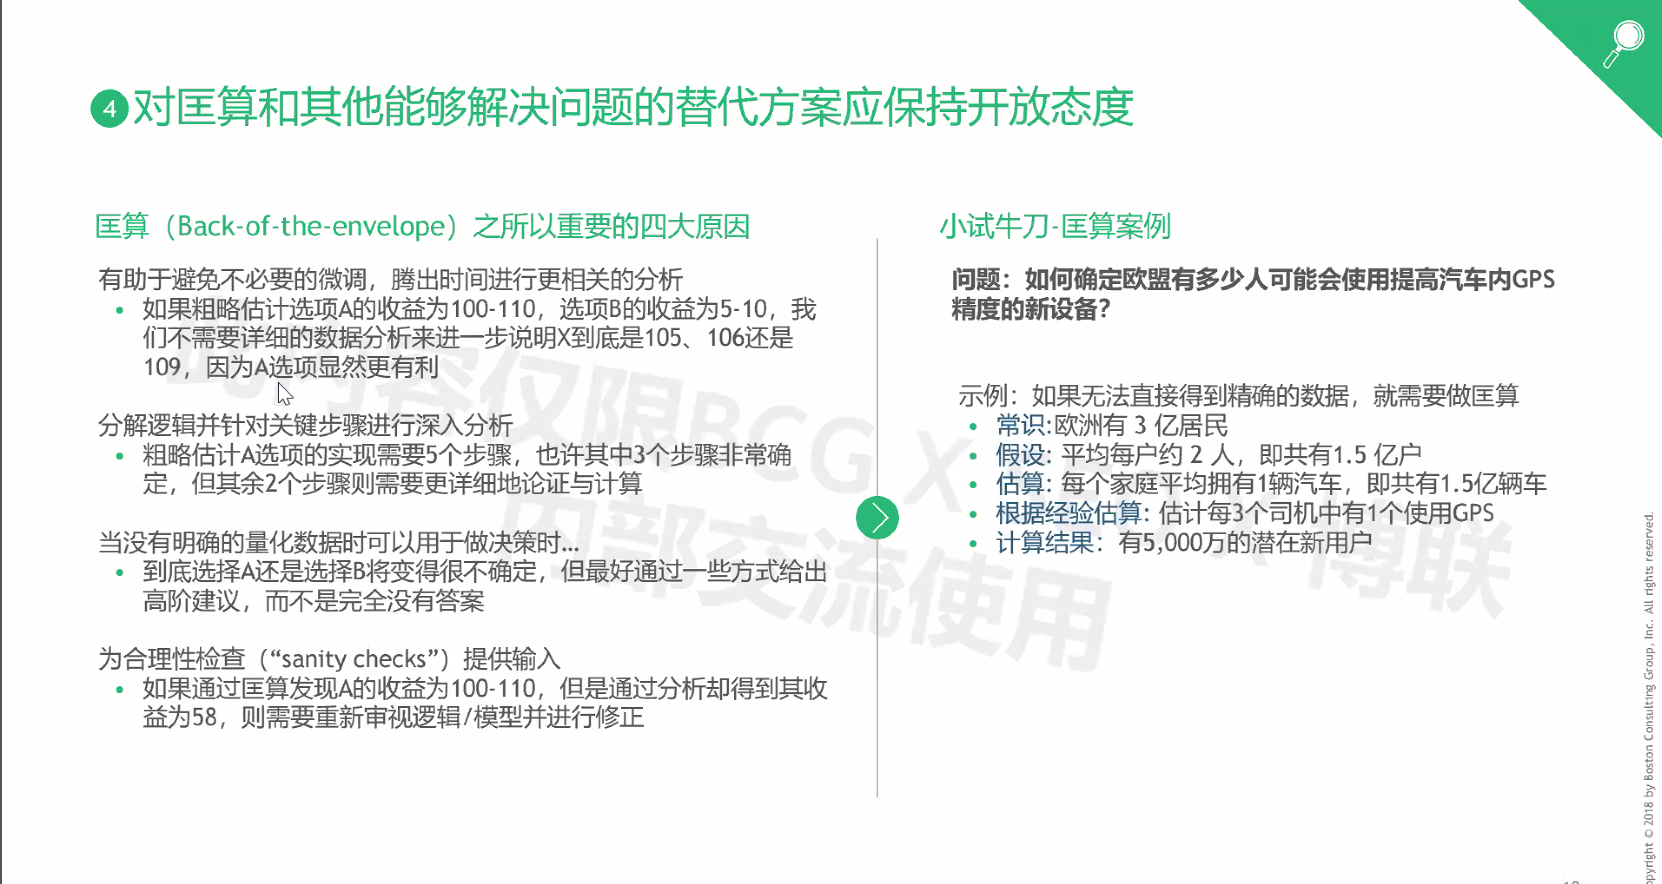 4 对匡算和其他能够解决问题的替代方案应保持开放态度
匡算（Back-of-the-envelope）之所以重要的四大原因
有助于避免不必要的微调，腾出时间进行更相关的分析
• 如果粗略估计选项A的收益为100-110，选项B的收益为5-10，我
们不需要详细的数据分析来进一步说明X到底是105、106还是
109，因为A选项显然更有利
分解逻辑并针对关键步骤进行深入分析
• 粗略估计A选项的实现需要5个步骤，也许其中3个步骤非常确
定，但其余2个步骤则需要更详细地论证与计算
当没有明确的量化数据时可以用于做决策时...
• 到底选择A还是选择B将变得很不确定，但最好通过一些方式给出
高阶建议，而不是完全没有答案
为合理性检查（“sanity checks”）提供输入
• 如果通过匡算发现A的收益为100-110，但是通过分析却得到其收
益为58，则需要重新审视逻辑/模型并进行修正
小试牛刀-匡算案例
问题：如何确定欧盟有多少人可能会使用提高汽车内GPS
精度的新设备？
示例：如果无法直接得到精确的数据，就需要做匡算
• 常识:欧洲有 3 亿居民
• 假设: 平均每户约 2 人，即共有1.5 亿户
• 估算: 每个家庭平均拥有1辆汽车，即共有1.5亿辆车
• 根据经验估算: 估计每3个司机中有1个使用GPS
• 计算结果：有5,000万的潜在新用户
此内容仅限BCG X 博联
内部交流使用
opyright © 2018 by Boston Consulting Group, Inc. All rights reserved.